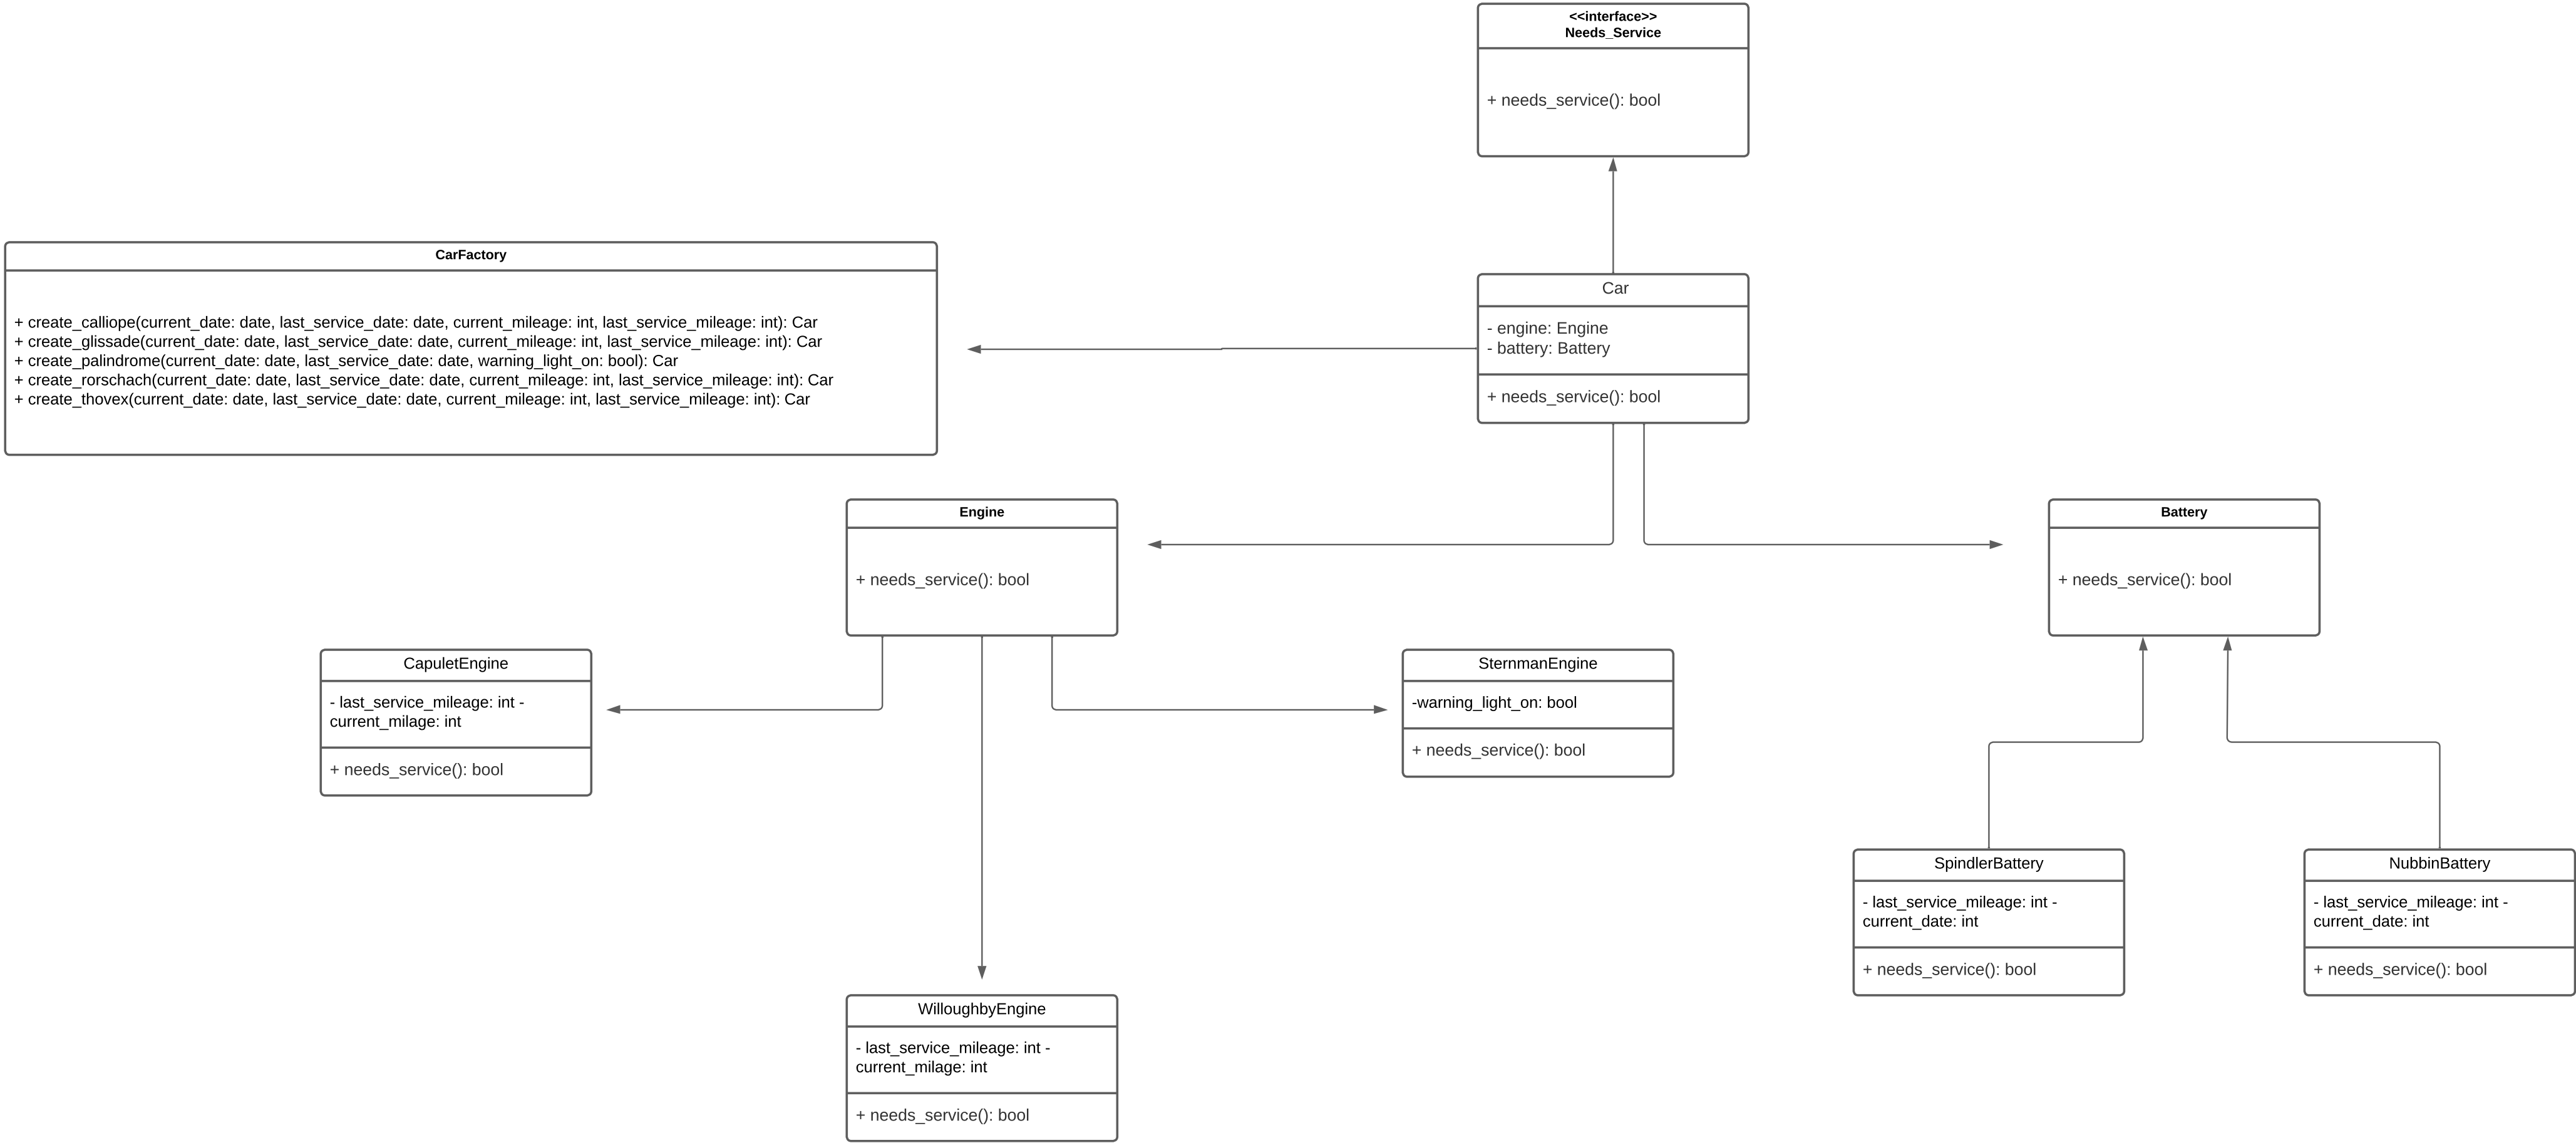 <<interface>>
Needs_Service
+ needs_service(): bool
CarFactory
+ create_calliope(current_date: date, last_service_date: date, current_mileage: int, last_service_mileage: int): Car
+ create_glissade(current_date: date, last_service_date: date, current_mileage: int, last_service_mileage: int): Car
+ create_palindrome(current_date: date, last_service_date: date, warning_light_on: bool): Car
+ create_rorschach(current_date: date, last_service_date: date, current_mileage: int, last_service_mileage: int): Car
+ create_thovex(current_date: date, last_service_date: date, current_mileage: int, last_service_mileage: int): Car
Car
- engine: Engine
- battery: Battery
+ needs_service(): bool
Engine
+ needs_service(): bool
Battery
+ needs_service(): bool
CapuletEngine
- last_service_mileage: int -
current_milage: int
+ needs_service(): bool
SternmanEngine
-warning_light_on: bool
+ needs_service(): bool
SpindlerBattery
- last_service_mileage: int -
current_date: int
+ needs_service(): bool
NubbinBattery
- last_service_mileage: int -
current_date: int
+ needs_service(): bool
WilloughbyEngine
- last_service_mileage: int -
current_milage: int
+ needs_service(): bool